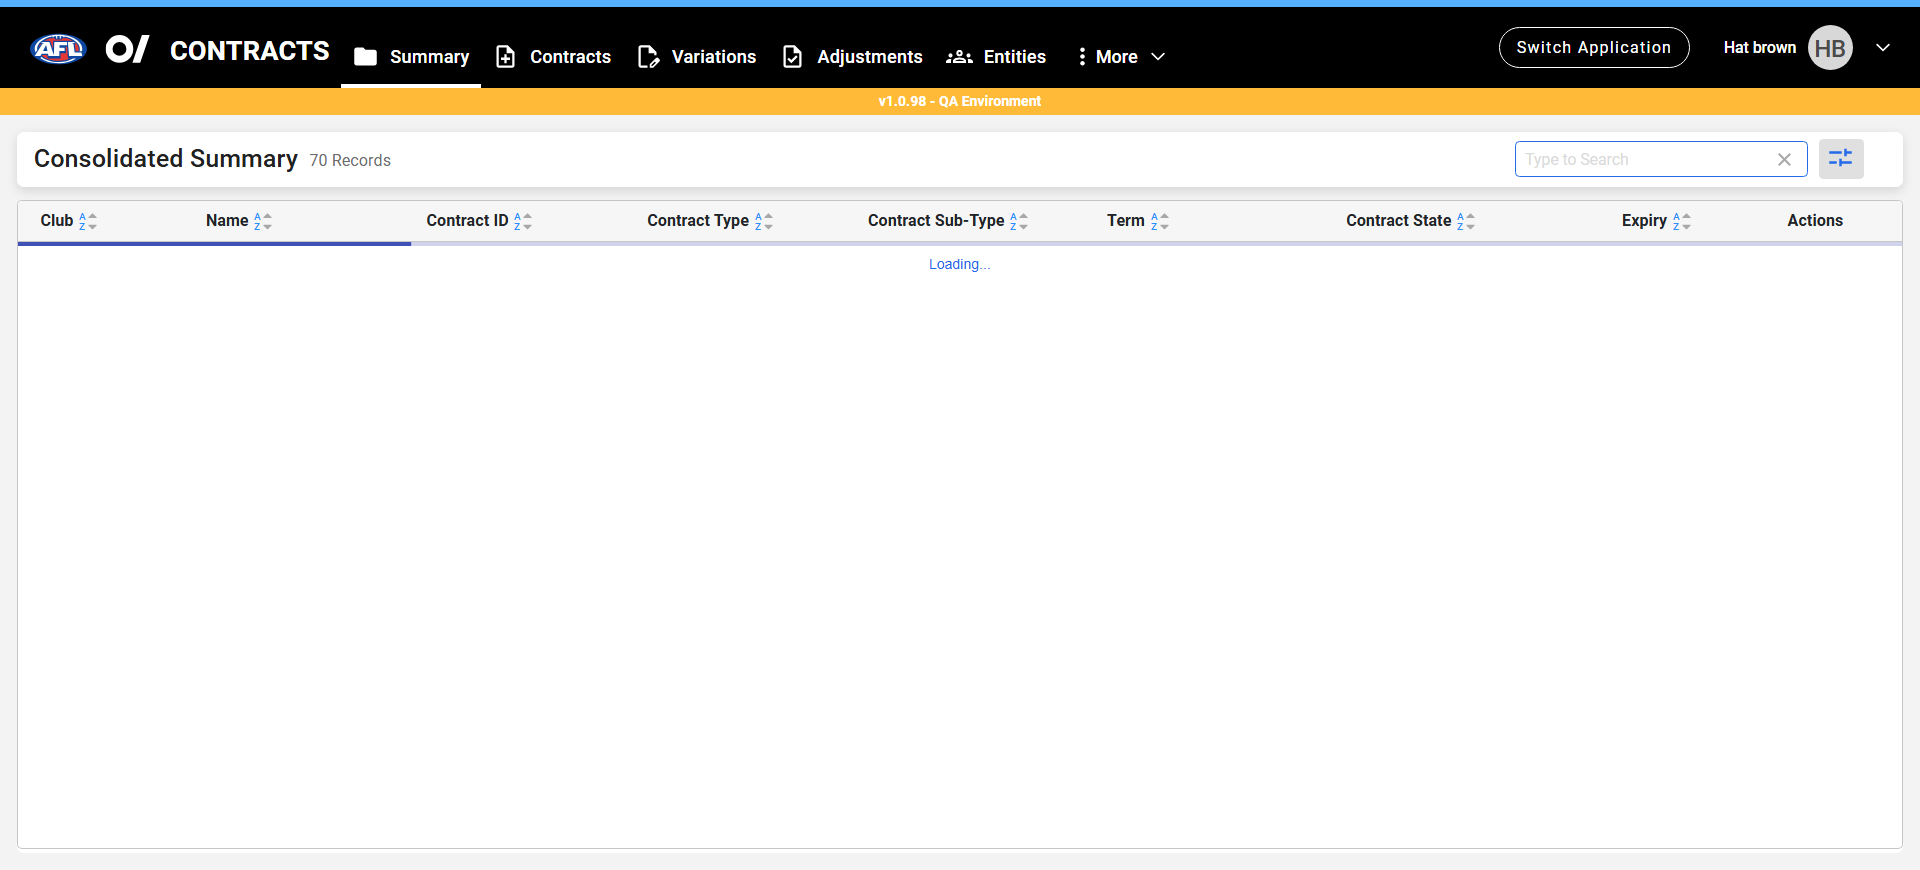 AFL O/ CONTRACTS Summary Contracts Variations Adjustments Entities More Switch Application Hat brown HB
v1.0.98 - QA Environment
Consolidated Summary 70 Records Type to Search
Club Name Contract ID Contract Type Contract Sub-Type Term Contract State Expiry Actions
Loading...